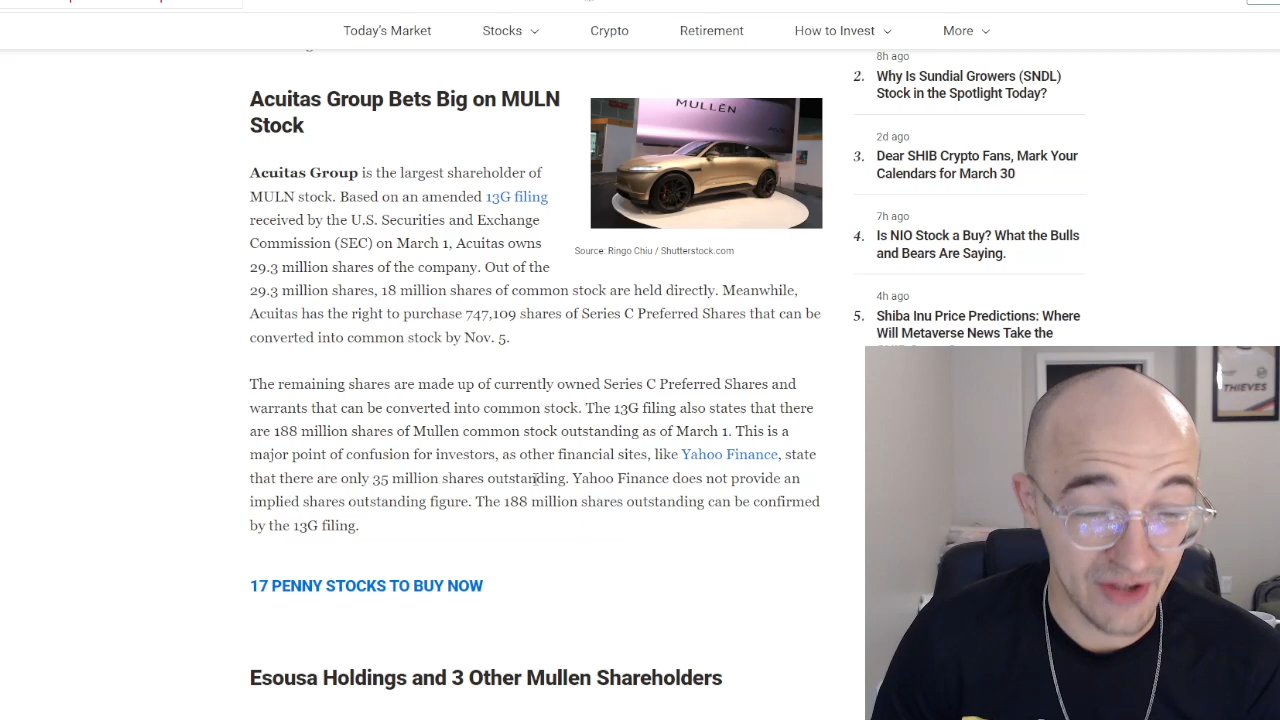 Today's Market
Stocks
Crypto
Retirement
How to Invest
More
Acuitas Group Bets Big on MULN
Stock
Acuitas Group is the largest shareholder of
MULN stock. Based on an amended 13G filing
received by the U.S. Securities and Exchange
Commission (SEC) on March 1, Acuitas owns
29.3 million shares of the company. Out of the
29.3 million shares, 18 million shares of common stock are held directly. Meanwhile,
Acuitas has the right to purchase 747,109 shares of Series C Preferred Shares that can be
converted into common stock by Nov. 5.
MULLEN
Source: Ringo Chiu / Shutterstock.com
The remaining shares are made up of currently owned Series C Preferred Shares and
warrants that can be converted into common stock. The 13G filing also states that there
are 188 million shares of Mullen common stock outstanding as of March 1. This is a
major point of confusion for investors, as other financial sites, like Yahoo Finance, state
that there are only 35 million shares outstanding. Yahoo Finance does not provide an
implied shares outstanding figure. The 188 million shares outstanding can be confirmed
by the 13G filing.
17 PENNY STOCKS TO BUY NOW
Esousa Holdings and 3 Other Mullen Shareholders
8h ago
2. Why Is Sundial Growers (SNDL)
Stock in the Spotlight Today?
2d ago
3. Dear SHIB Crypto Fans, Mark Your
Calendars for March 30
7h ago
4. Is NIO Stock a Buy? What the Bulls
and Bears Are Saying.
4h ago
5. Shiba Inu Price Predictions: Where
Will Metaverse News Take the
THIEVES